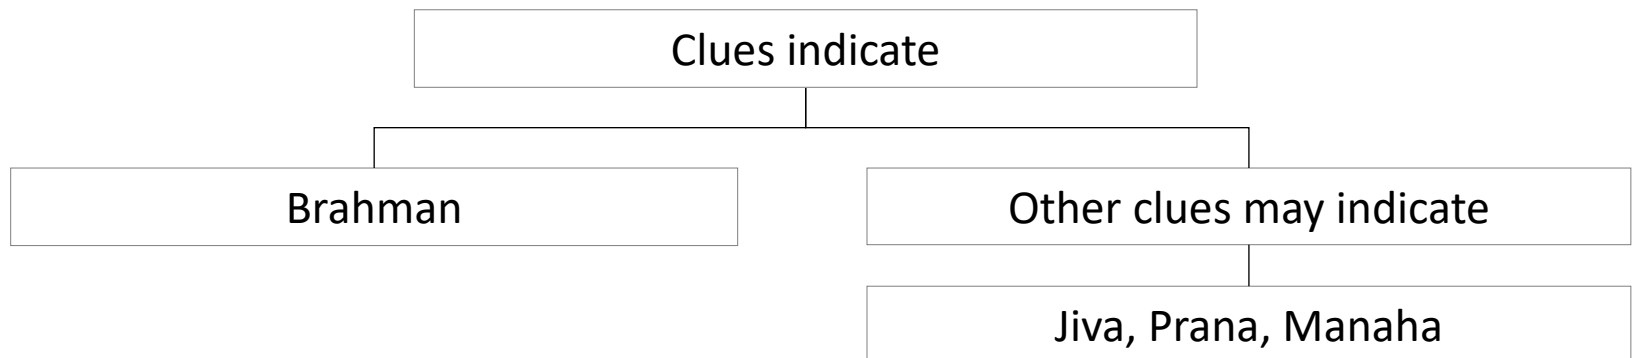 Clues indicate
Brahman
Other clues may indicate
Jiva, Prana, Manaha